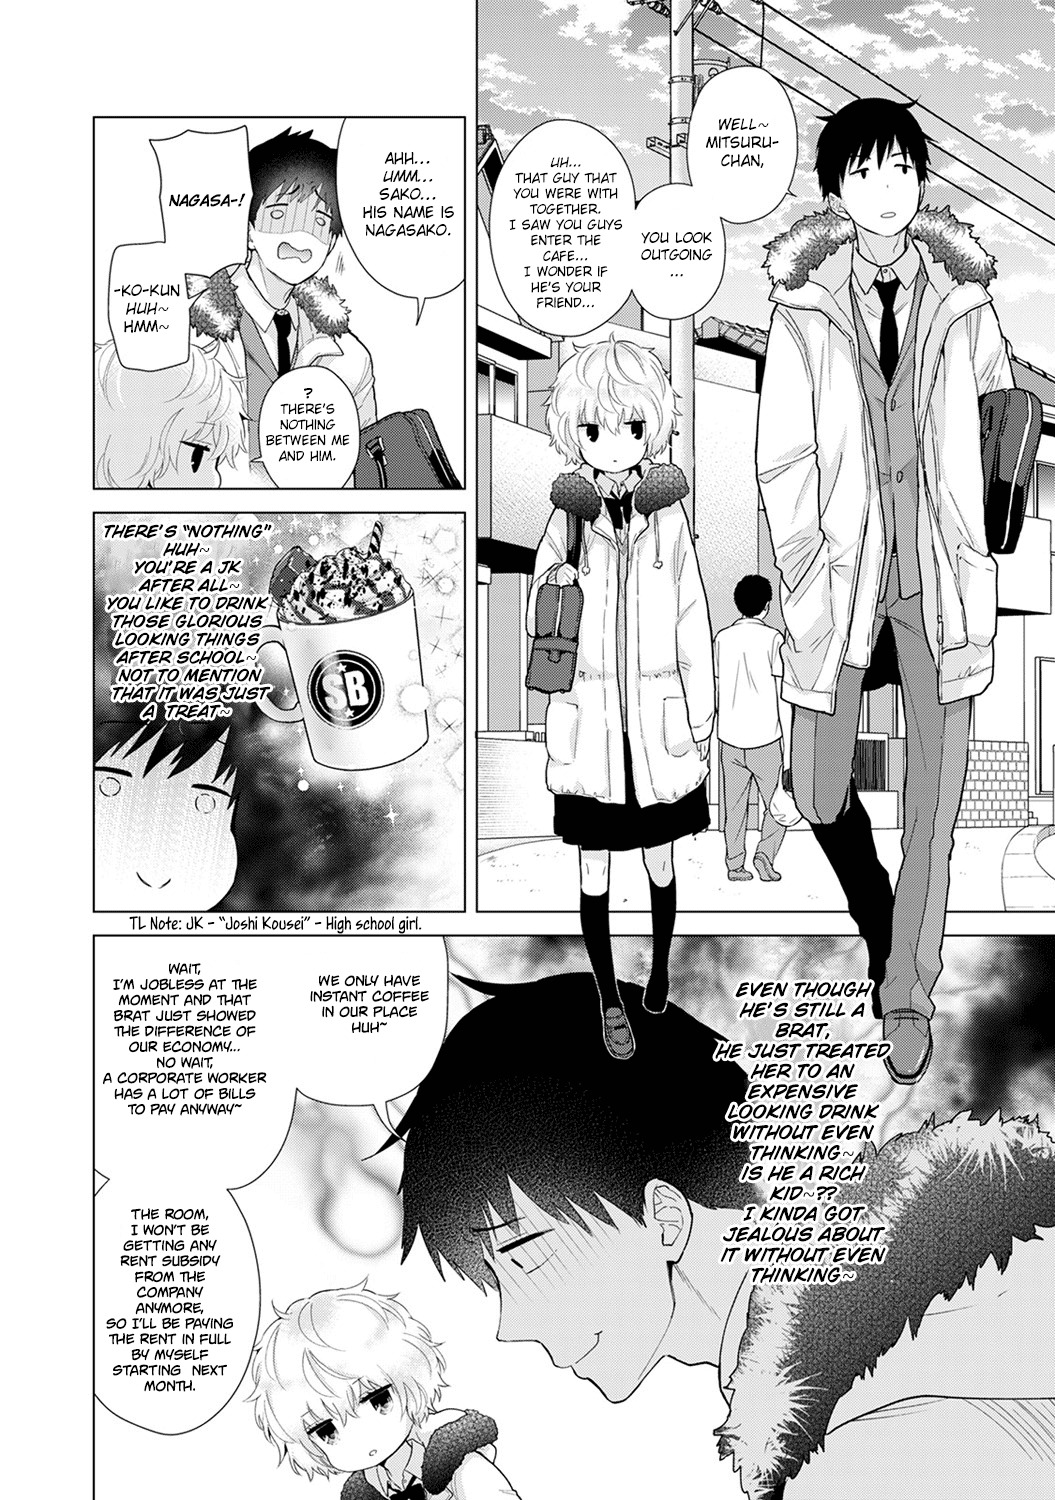 WELL~
MITSURU-
CHAN,
YOU LOOK
OUTGOING
...
UH...
THAT GUY THAT
YOU WERE WITH
TOGETHER.
I SAW YOU GUYS
ENTER THE
CAFE...
I WONDER IF
HE'S YOUR
FRIEND...
AHH...
UMM...
SAKO...
HIS NAME IS
NAGASAKO.
NAGASA-!
-KO-KUN
HUH~
HMM~
?
THERE'S
NOTHING
BETWEEN ME
AND HIM.
THERE'S "NOTHING"
HUH~
YOU'RE A JK
AFTER ALL~
YOU LIKE TO DRINK
THOSE GLORIOUS
LOOKING THINGS
AFTER SCHOOL~
NOT TO MENTION
THAT IT WAS JUST
A TREAT~
SB
TL Note: JK - "Joshi Kousei" - High school girl.
EVEN THOUGH
HE'S STILL A
BRAT,
HE JUST TREATED
HER TO AN
EXPENSIVE
LOOKING DRINK
WITHOUT EVEN
THINKING~
IS HE A RICH
KID~??
I KINDA GOT
JEALOUS ABOUT
IT WITHOUT EVEN
THINKING~
WE ONLY HAVE
INSTANT COFFEE
IN OUR PLACE
HUH~
WAIT,
I'M JOBLESS AT THE
MOMENT AND THAT
BRAT JUST SHOWED
THE DIFFERENCE OF
OUR ECONOMY...
NO WAIT,
A CORPORATE WORKER
HAS A LOT OF BILLS
TO PAY ANYWAY~
THE ROOM,
I WON'T BE
GETTING ANY
RENT SUBSIDY
FROM THE
COMPANY
ANYMORE,
SO I'LL BE PAYING
THE RENT IN FULL
BY MYSELF
STARTING NEXT
MONTH.